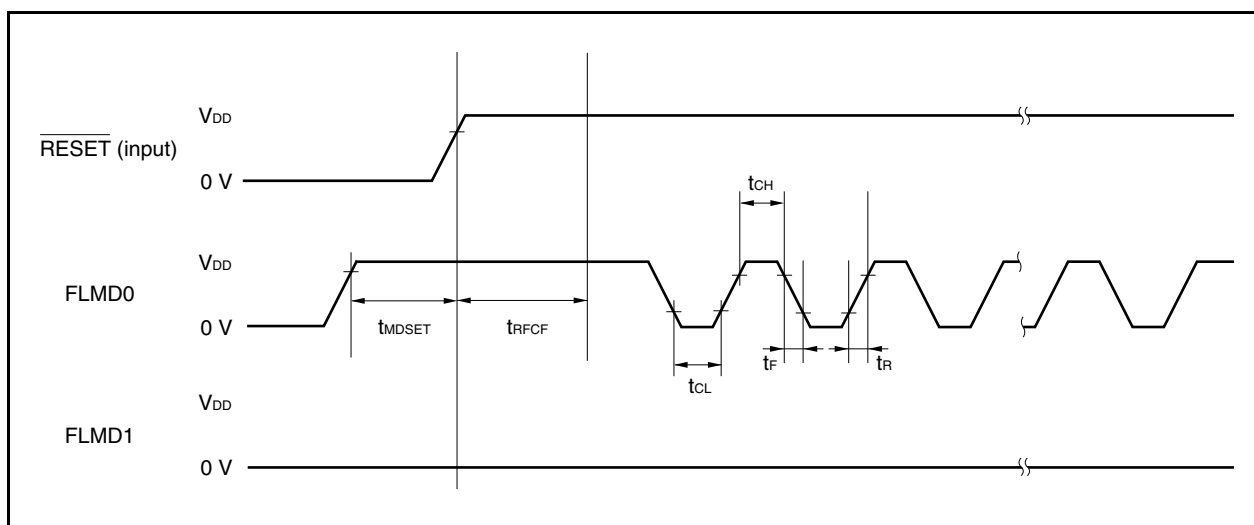 VDD
RESET (input)
0 V
tCH
VDD
FLMD0
0 V
tMDSET
tRFCF
tF
tR
tCL
VDD
FLMD1
0 V